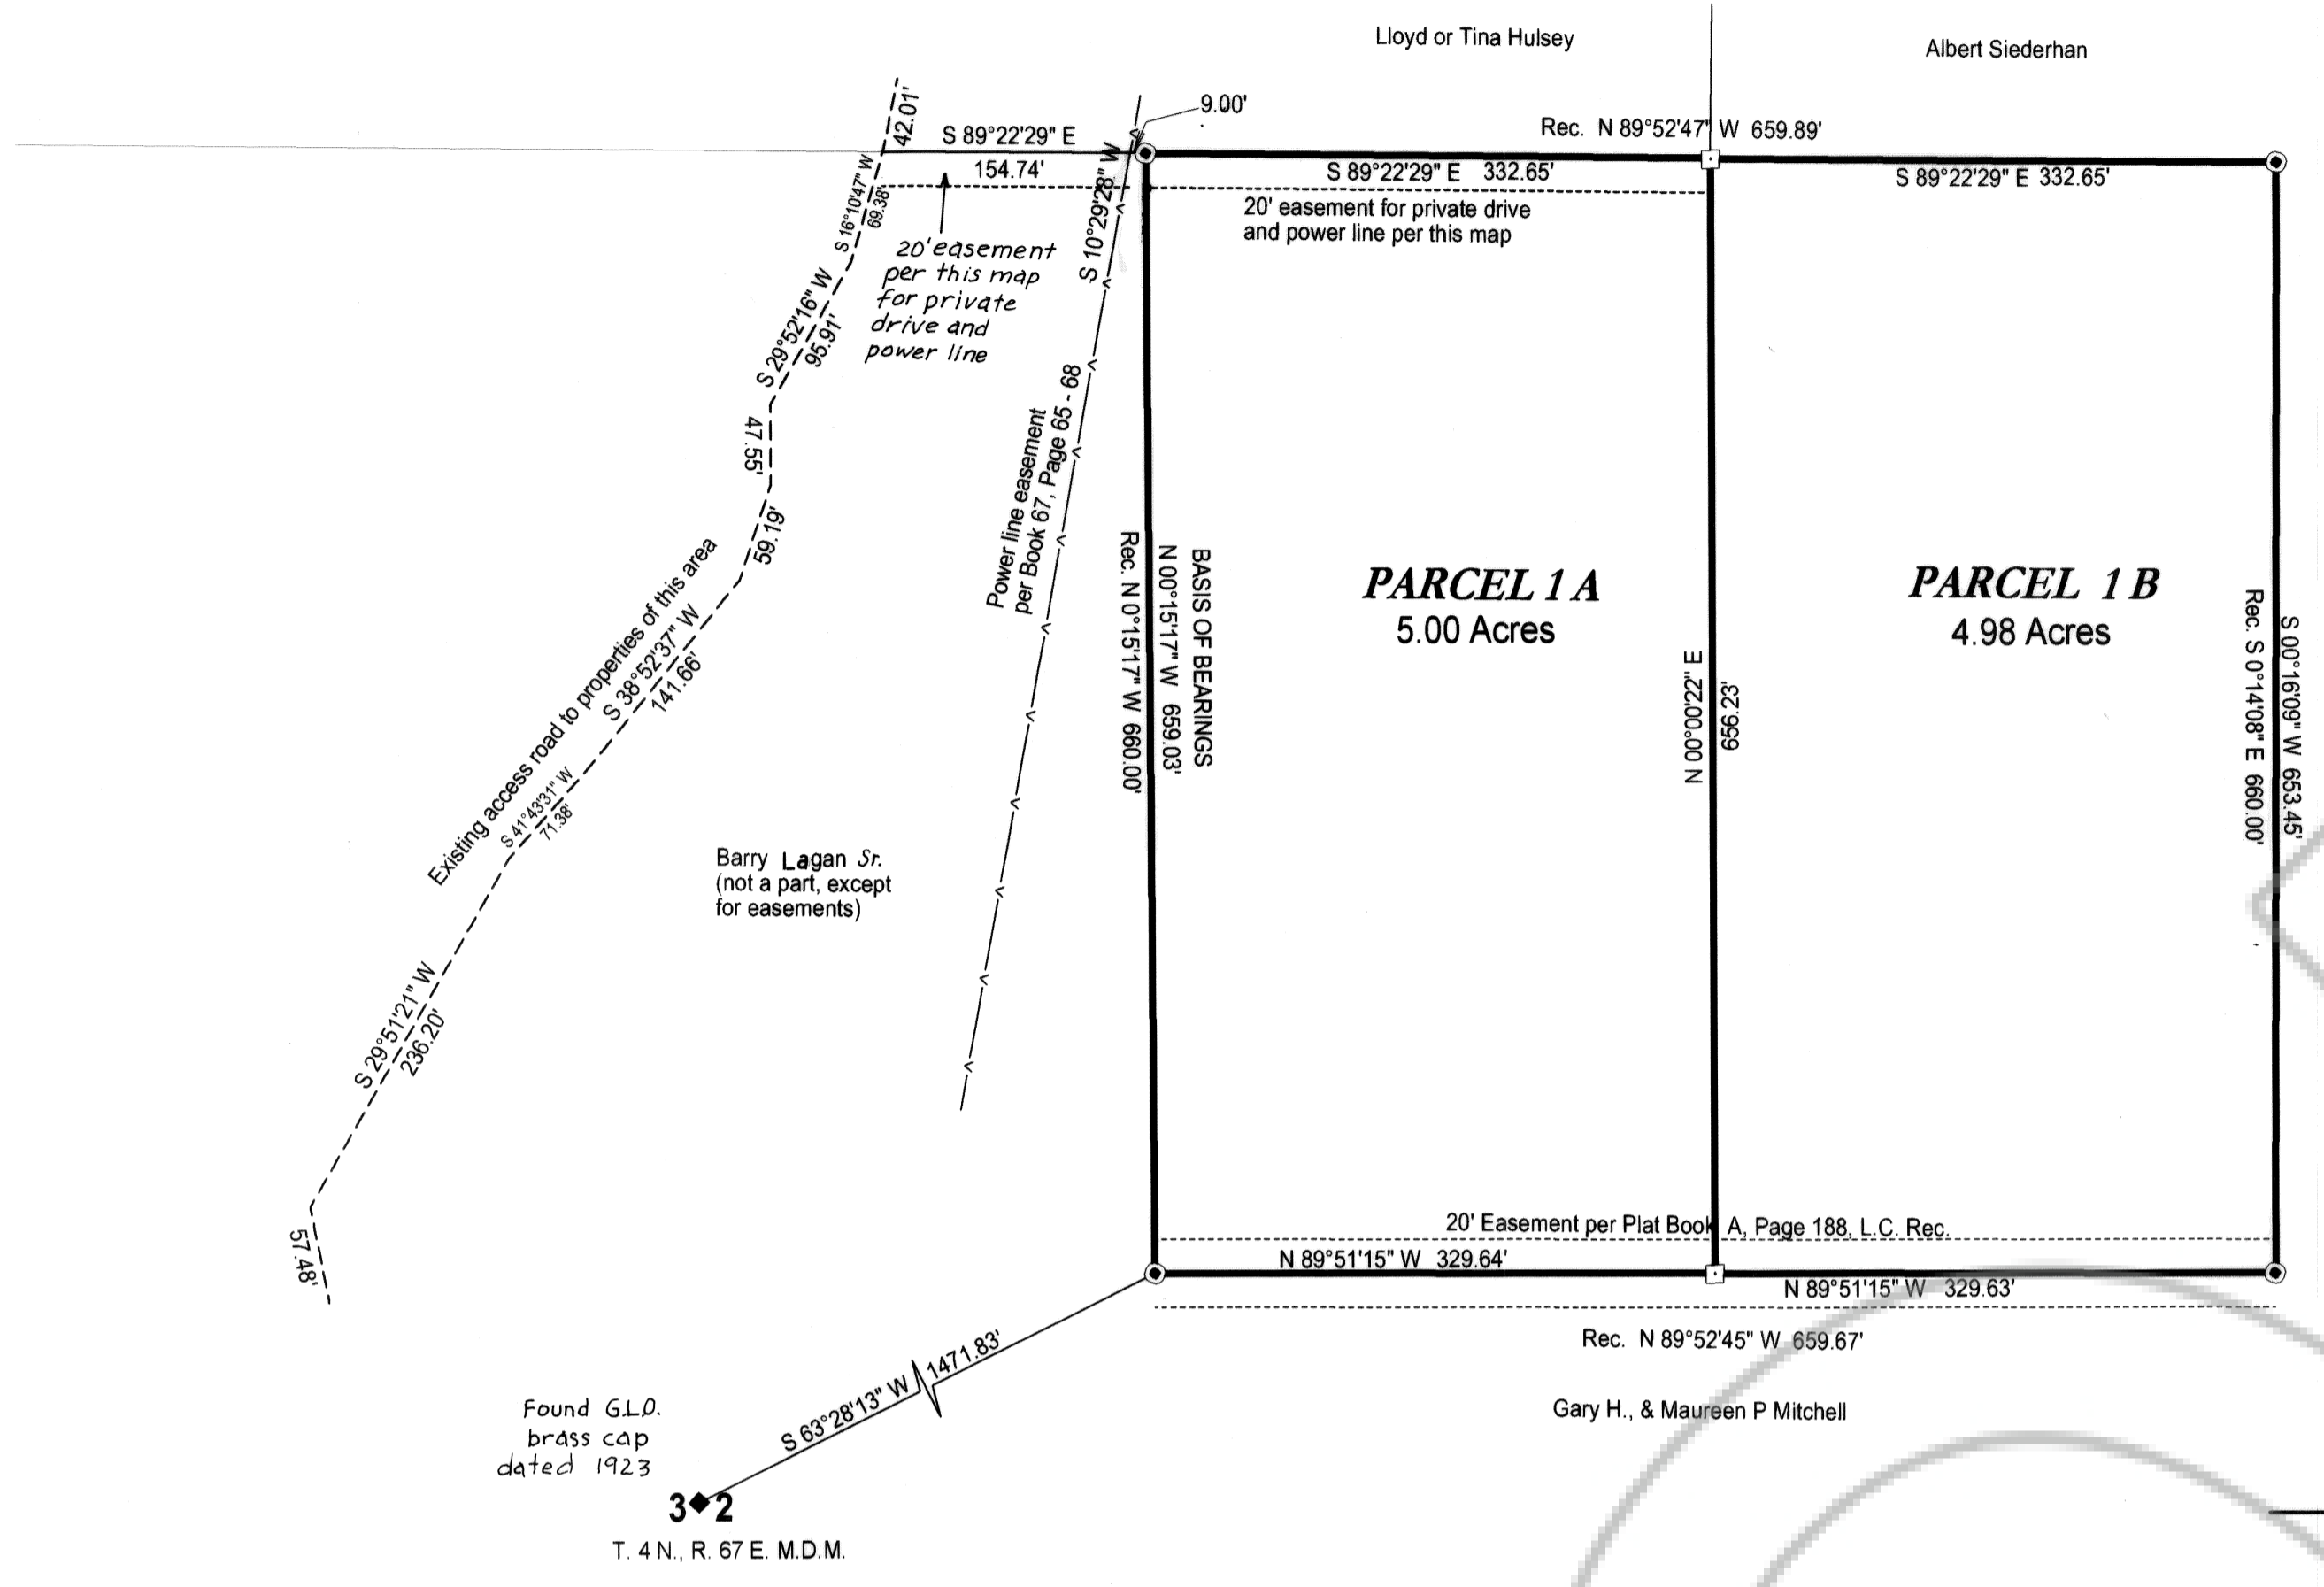 Lloyd or Tina Hulsey
Albert Siederhan
42.01'
9.00'
S 89°22'29" E
154.74'
Rec. N 89°52'47" W 659.89'
S 89°22'29" E 332.65'
S 89°22'29" E 332.65'
20' easement for private drive
and power line per this map
S 16°10'47" W
69.38'
S 10°29'28" W
20' easement
per this map
for private
drive and
power line
S 29°52'16" W
95.91'
47.55'
59.19'
Power line easement
per Book 67, Page 65 - 68
Existing access road to properties of this area
S 38°52'37" W
141.66'
S 41°43'31" W
71.38'
S 29°51'21" W
236.20'
57.48'
Rec. N 0°15'17" W 660.00'
N 00°15'17" W 659.03'
BASIS OF BEARINGS
PARCEL 1 A
5.00 Acres
N 00°00'22" E
656.23'
PARCEL 1 B
4.98 Acres
Rec. S 0°14'08" E 660.00'
S 00°16'09" W 653.45'
Barry Lagan Sr.
(not a part, except
for easements)
20' Easement per Plat Book A, Page 188, L.C. Rec.
N 89°51'15" W 329.64'
N 89°51'15" W 329.63'
Rec. N 89°52'45" W 659.67'
Gary H., & Maureen P Mitchell
S 63°28'13" W 1471.83'
Found G.L.O.
brass cap
dated 1923
3 2
T. 4 N., R. 67 E. M.D.M.